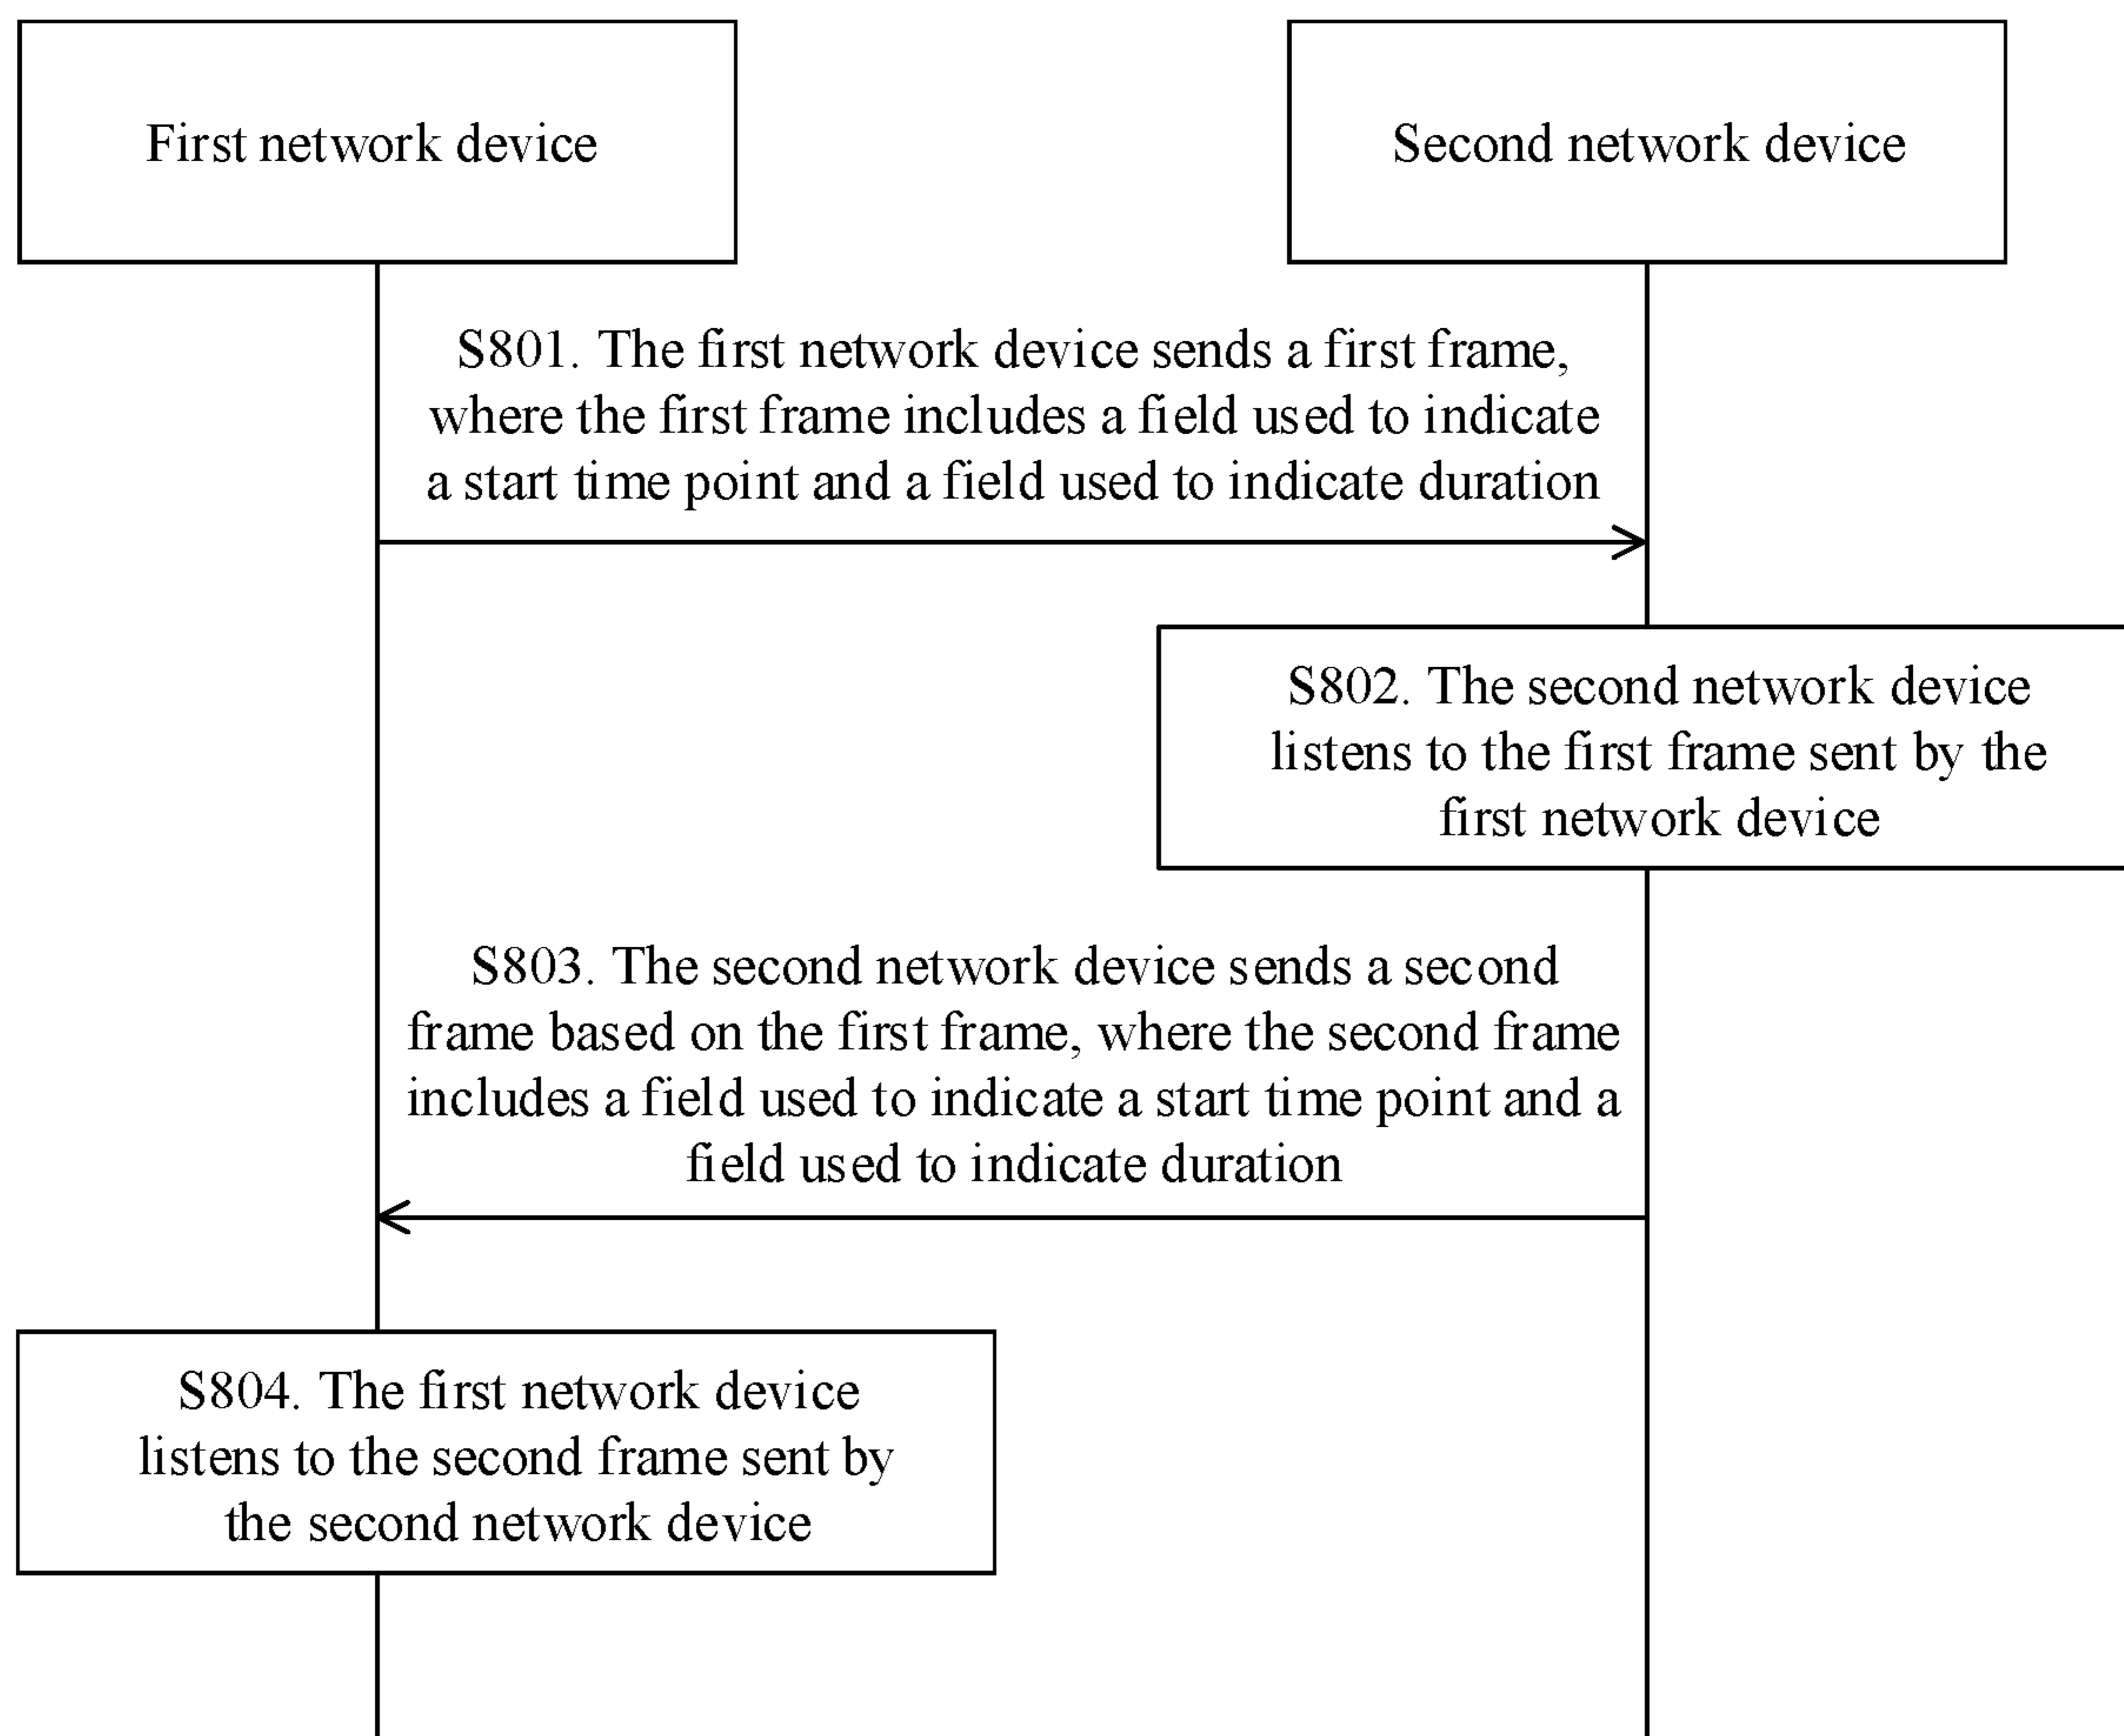 First network device
Second network device
S801. The first network device sends a first frame,
where the first frame includes a field used to indicate
a start time point and a field used to indicate duration
S802. The second network device
listens to the first frame sent by the
first network device
S803. The second network device sends a second
frame based on the first frame, where the second frame
includes a field used to indicate a start time point and a
field used to indicate duration
S804. The first network device
listens to the second frame sent by
the second network device